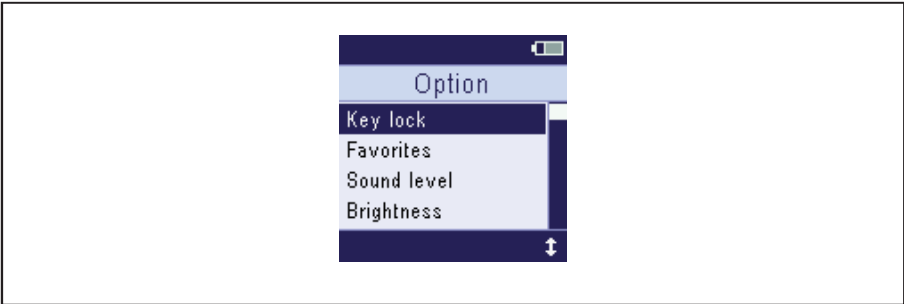 Option
Key lock
Favorites
Sound level
Brightness